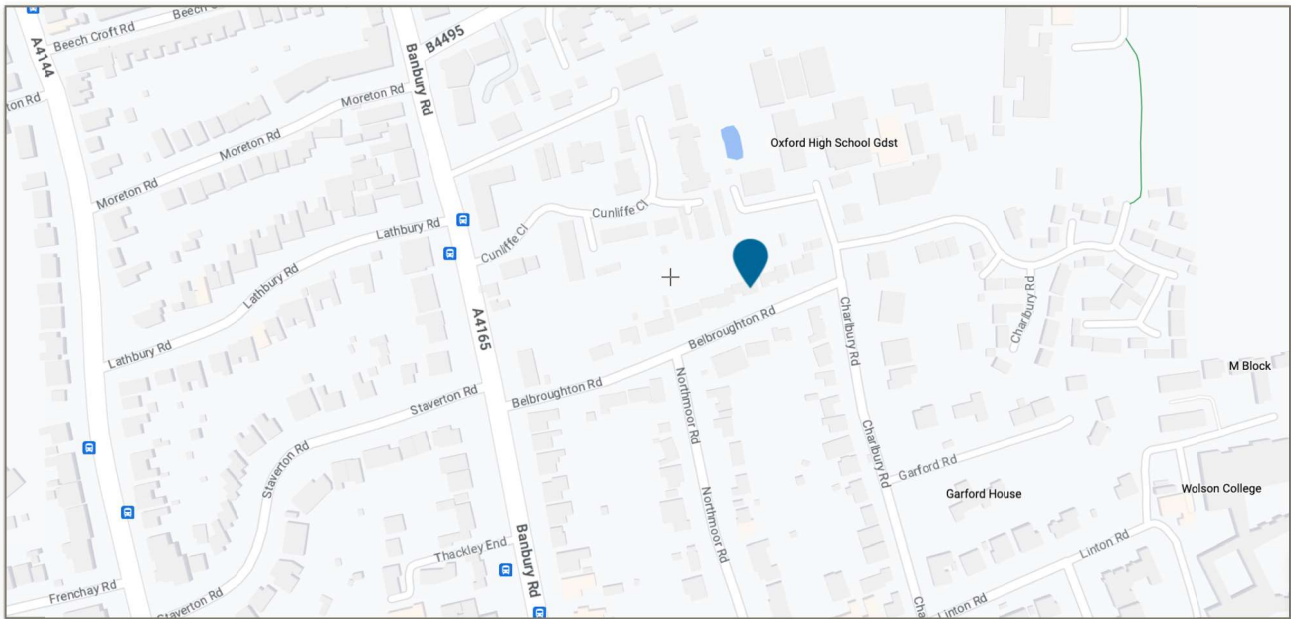 Beech Croft Rd
Beech
A4144
B4495
Banbury Rd
ton Rd
Moreton Rd
Moreton Rd
Moreton Rd
Oxford High School Gdst
Lathbury Rd
Cunliffe Cl
Cunliffe Cl
Lathbury Rd
Lathbury Rd
A4165
Belbroughton Rd
Charlbury Rd
Charlbury Rd
M Block
Staverton Rd
Belbroughton Rd
Northmoor Rd
Charlbury Rd
Staverton Rd
Garford Rd
Garford House
Wolson College
Northmoor Rd
Thackley End
Banbury Rd
Linton Rd
Frenchay Rd
Staverton Rd
Cha
Linton Rd